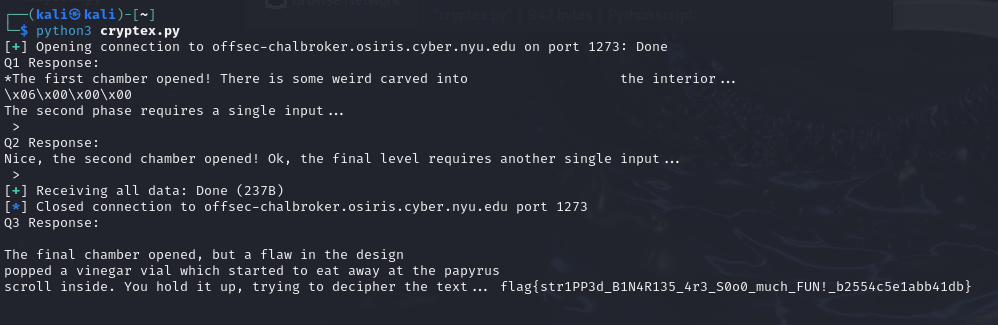 (kali㉿kali)-[~]
$ python3 cryptex.py
[+] Opening connection to offsec-chalbroker.osiris.cyber.nyu.edu on port 1273: Done
Q1 Response:
*The first chamber opened! There is some weird carved into                   the interior...
\x06\x00\x00\x00
The second phase requires a single input...
 >
Q2 Response:
Nice, the second chamber opened! Ok, the final level requires another single input...
 >
[+] Receiving all data: Done (237B)
[*] Closed connection to offsec-chalbroker.osiris.cyber.nyu.edu port 1273
Q3 Response:

The final chamber opened, but a flaw in the design
popped a vinegar vial which started to eat away at the papyrus
scroll inside. You hold it up, trying to decipher the text... flag{str1PP3d_B1N4R135_4r3_S0o0_much_FUN!_b2554c5e1abb41db}